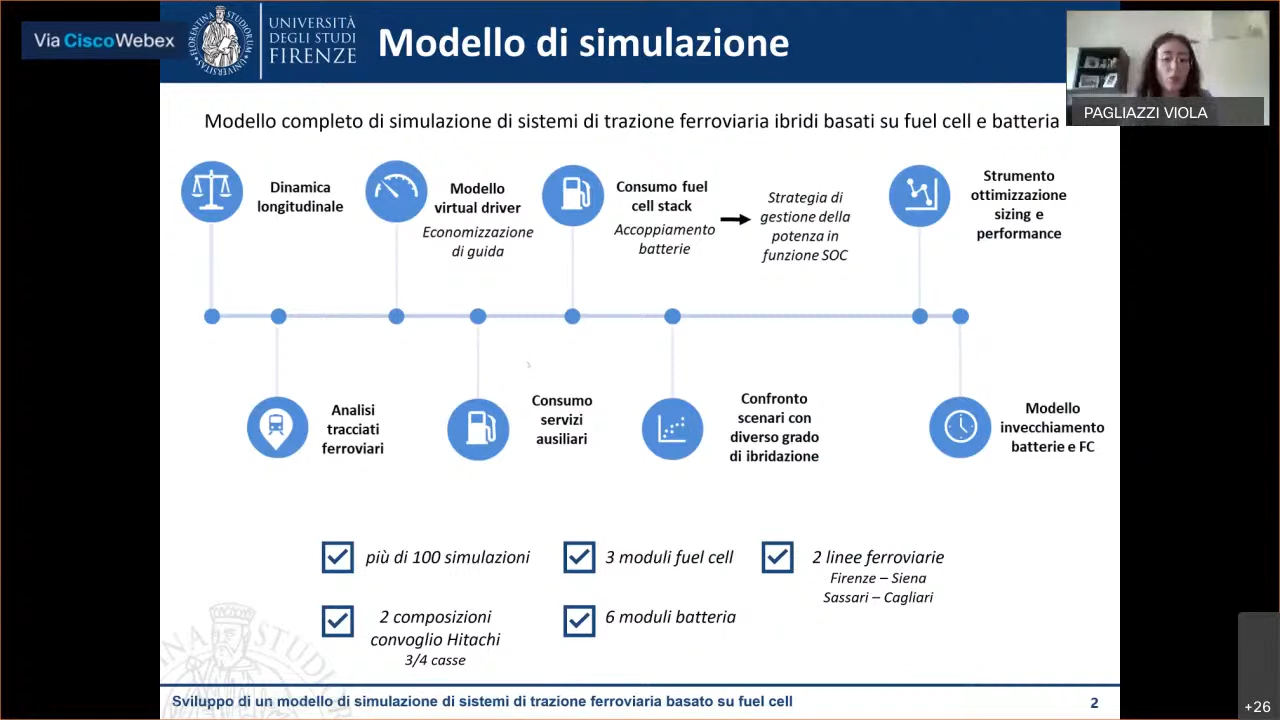 Via CiscoWebex
UNIVERSITÀ
DEGLI STUDI
FIRENZE
Modello di simulazione
PAGLIAZZI VIOLA
Modello completo di simulazione di sistemi di trazione ferroviaria ibridi basati su fuel cell e batteria
Dinamica
longitudinale
Modello
virtual driver
Economizzazione
di guida
Consumo fuel
cell stack
Accoppiamento
batterie
Strategia di
gestione della
potenza in
funzione SOC
Strumento
ottimizzazione
sizing e
performance
Analisi
tracciati
ferroviari
Consumo
servizi
ausiliari
Confronto
scenari con
diverso grado
di ibridazione
Modello
invecchiamento
batterie e FC
più di 100 simulazioni
3 moduli fuel cell
2 linee ferroviarie
Firenze – Siena
Sassari – Cagliari
2 composizioni
convoglio Hitachi
3/4 casse
6 moduli batteria
Sviluppo di un modello di simulazione di sistemi di trazione ferroviaria basato su fuel cell
2
+26